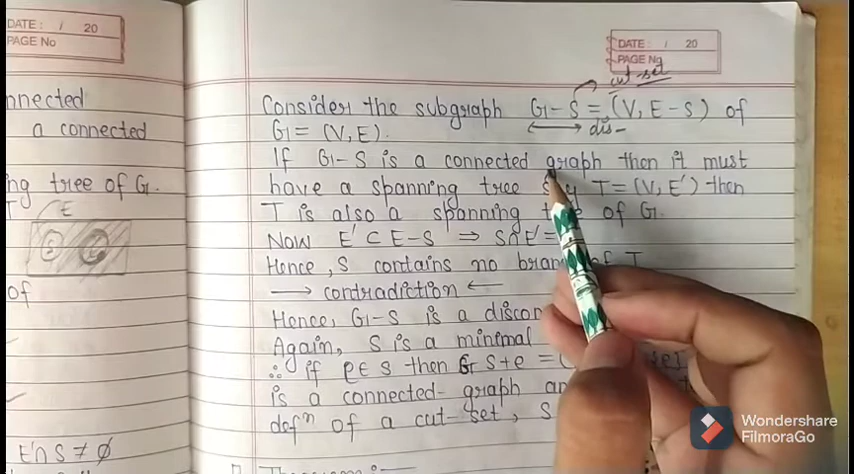 DATE: / 20
PAGE No
nnected
a connected
ng tree of G.
E
of
E'∩S ≠ ∅
DATE: / 20
PAGE No
cut-set
Consider the subgraph G-S = (V, E-S) of
dis-
G = (V, E).
If G-S is a connected graph then it must
have a spanning tree T = (V, E') then
T is also a spanning of G.
Now E' ⊂ E-S ⇒ S∩E' =
Hence, S contains no of T
→ contradiction ←
Hence, G-S is a
Again, S is a minimal
∴ if e ∈ S then G S+e = (
is a connected graph
defⁿ of a cut-set, S
Theorem:-
Wondershare
FilmoraGo